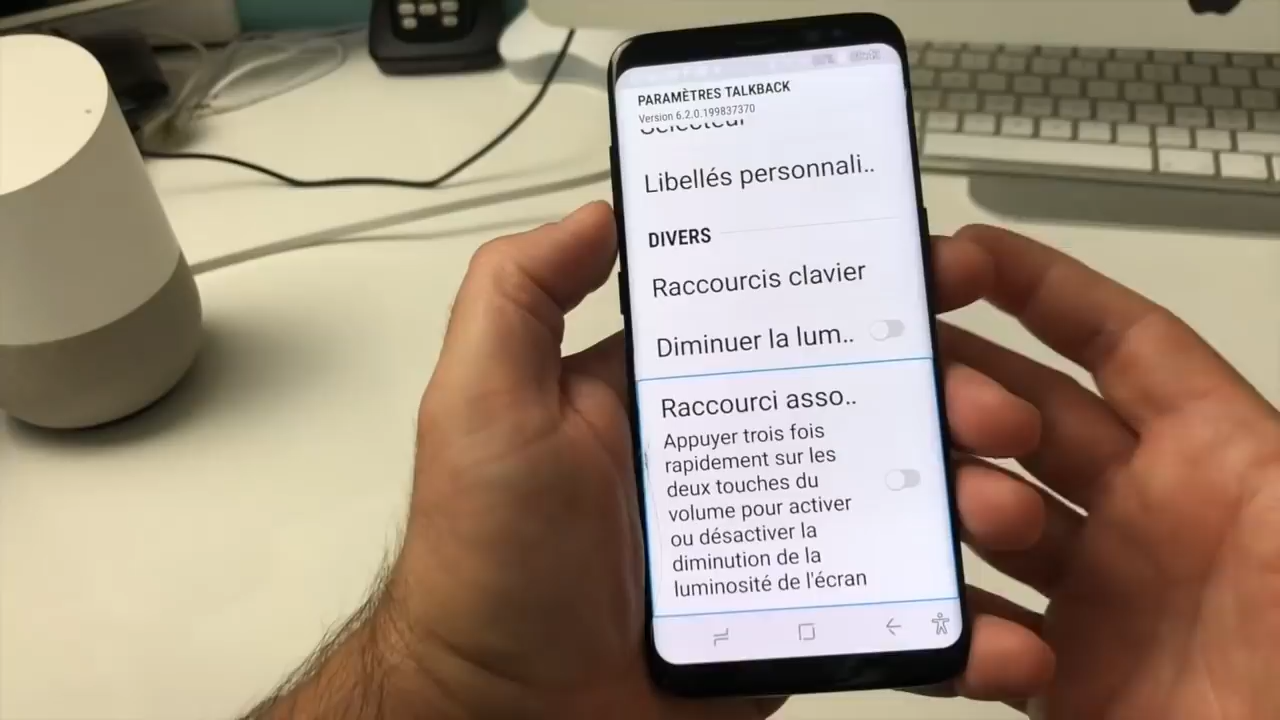 PARAMÈTRES TALKBACK
Version 6.2.0.199837370
Sélecteur
Libellés personnali..
DIVERS
Raccourcis clavier
Diminuer la lum..
Raccourci asso..
Appuyer trois fois
rapidement sur les
deux touches du
volume pour activer
ou désactiver la
diminution de la
luminosité de l'écran